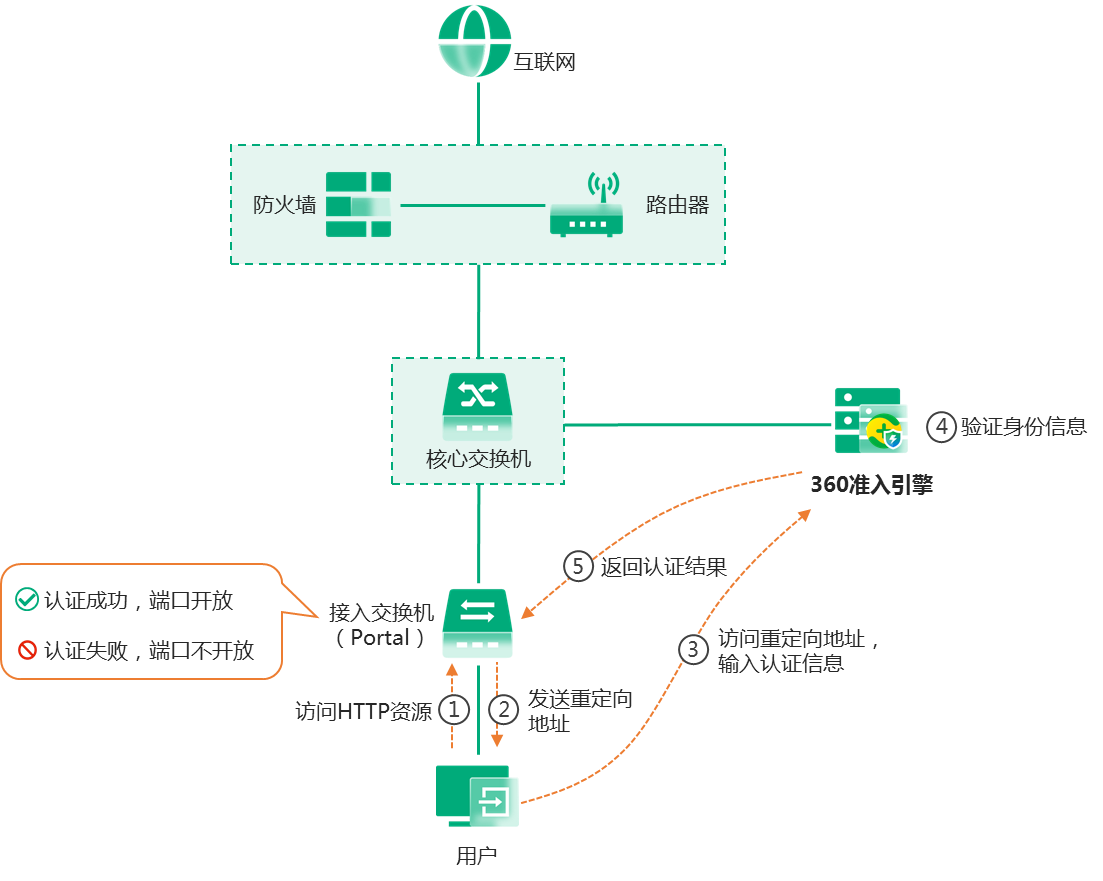 互联网
防火墙
路由器
核心交换机
④ 验证身份信息
360准入引擎
⑤ 返回认证结果
认证成功，端口开放
认证失败，端口不开放
接入交换机
（Portal）
③ 访问重定向地址，
输入认证信息
访问HTTP资源 ①
② 发送重定向
地址
用户